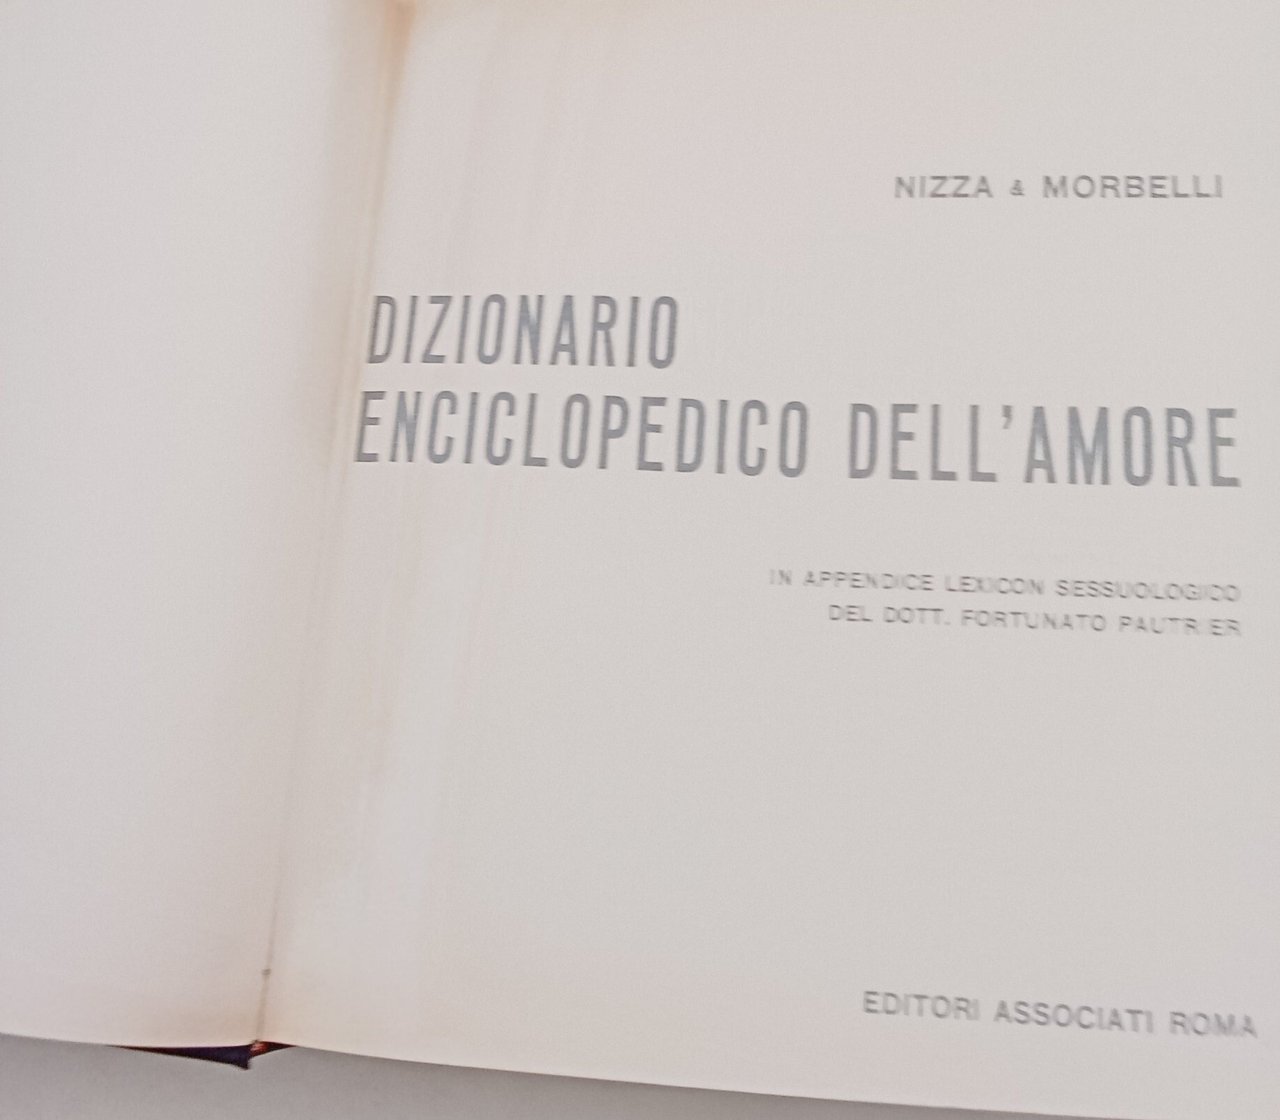 NIZZA & MORBELLI
DIZIONARIO
ENCICLOPEDICO DELL'AMORE
IN APPENDICE LEXICON SESSUOLOGICO
DEL DOTT. FORTUNATO PAUTRIER
EDITORI ASSOCIATI ROMA